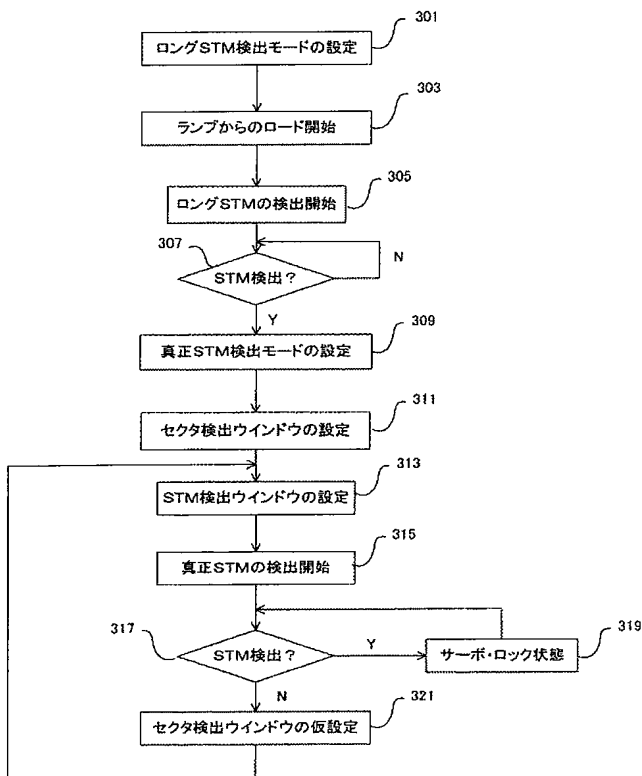 ロングSTM検出モードの設定
301
ランプからのロード開始
303
ロングSTMの検出開始
305
307
STM検出?
N
Y
真正STM検出モードの設定
309
セクタ検出ウインドウの設定
311
STM検出ウインドウの設定
313
真正STMの検出開始
315
317
STM検出?
Y
サーボ・ロック状態
319
N
セクタ検出ウインドウの仮設定
321